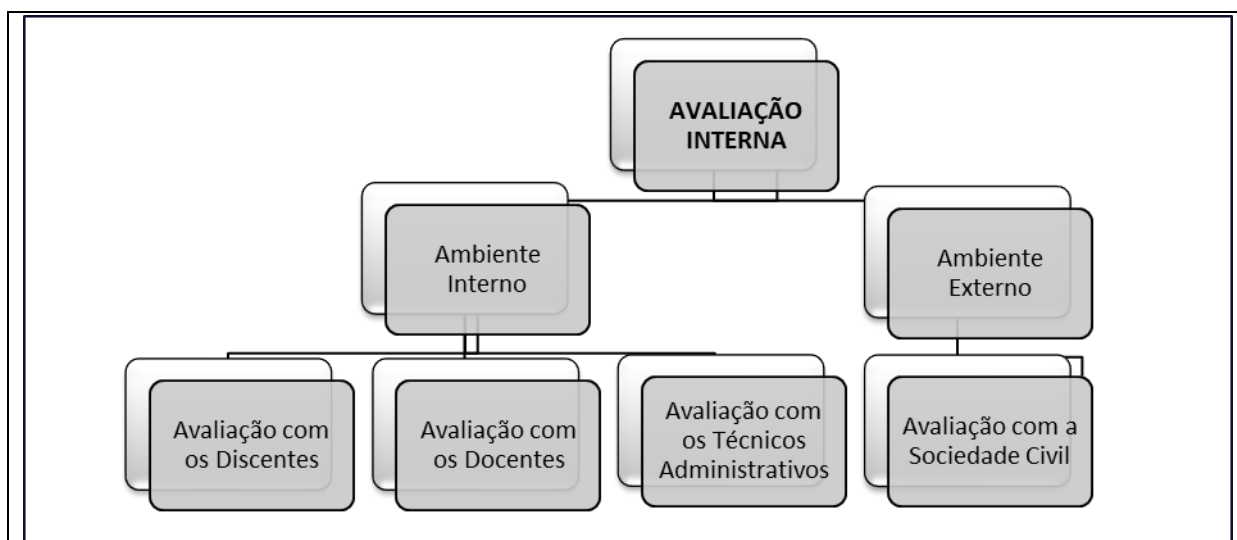 AVALIAÇÃO
INTERNA
Ambiente
Interno
Ambiente
Externo
Avaliação com
os Discentes
Avaliação com
os Docentes
Avaliação com
os Técnicos
Administrativos
Avaliação com a
Sociedade Civil